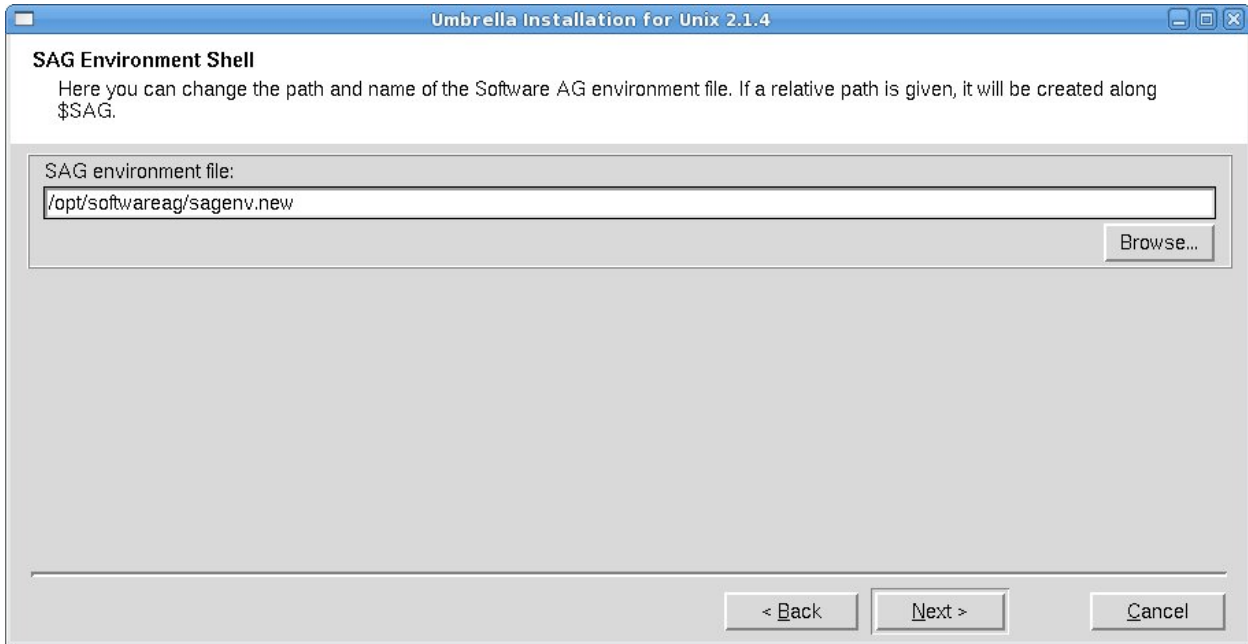 Umbrella Installation for Unix 2.1.4
SAG Environment Shell
Here you can change the path and name of the Software AG environment file. If a relative path is given, it will be created along
$SAG.
SAG environment file:
/opt/softwareag/sagenv.new
Browse...
< Back
Next >
Cancel